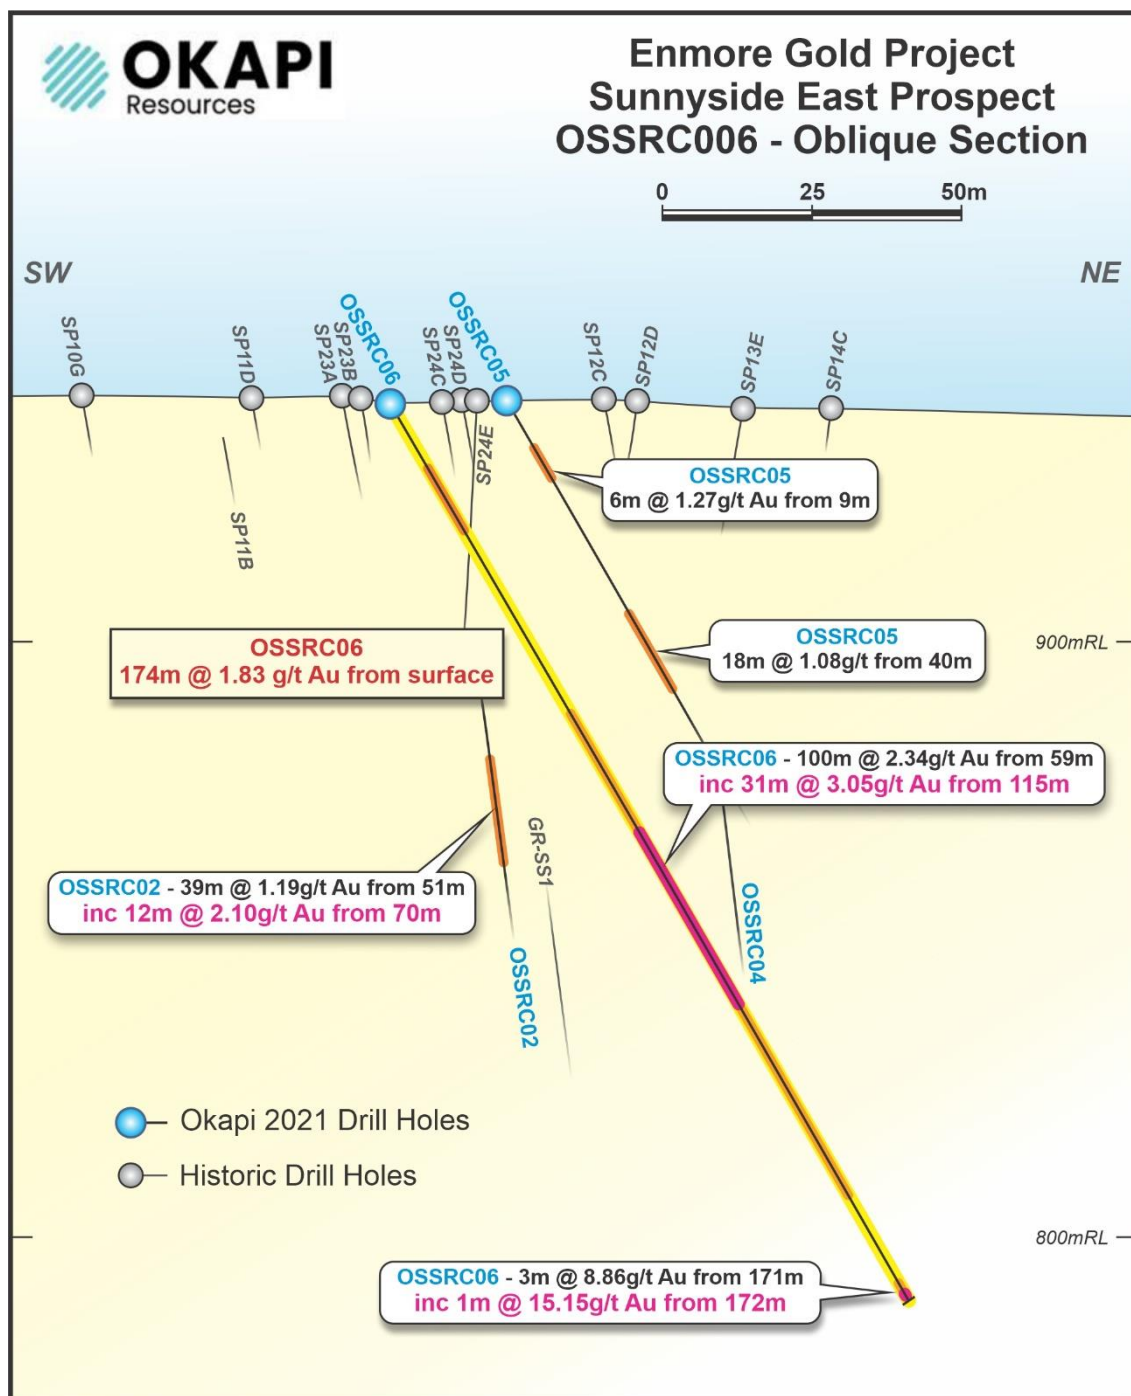 OKAPI
Resources
Enmore Gold Project
Sunnyside East Prospect
OSSRC006 - Oblique Section
0 25 50m
SW
NE
SP10G
SP11D
SP23A
SP23B
OSSRC06
SP24C
SP24D
OSSRC05
SP12C
SP12D
SP13E
SP14C
SP24E
SP11B
OSSRC05
6m @ 1.27g/t Au from 9m
OSSRC06
174m @ 1.83 g/t Au from surface
OSSRC05
18m @ 1.08g/t from 40m
900mRL
OSSRC06 - 100m @ 2.34g/t Au from 59m
inc 31m @ 3.05g/t Au from 115m
GR-SS1
OSSRC02 - 39m @ 1.19g/t Au from 51m
inc 12m @ 2.10g/t Au from 70m
OSSRC04
OSSRC02
Okapi 2021 Drill Holes
Historic Drill Holes
800mRL
OSSRC06 - 3m @ 8.86g/t Au from 171m
inc 1m @ 15.15g/t Au from 172m